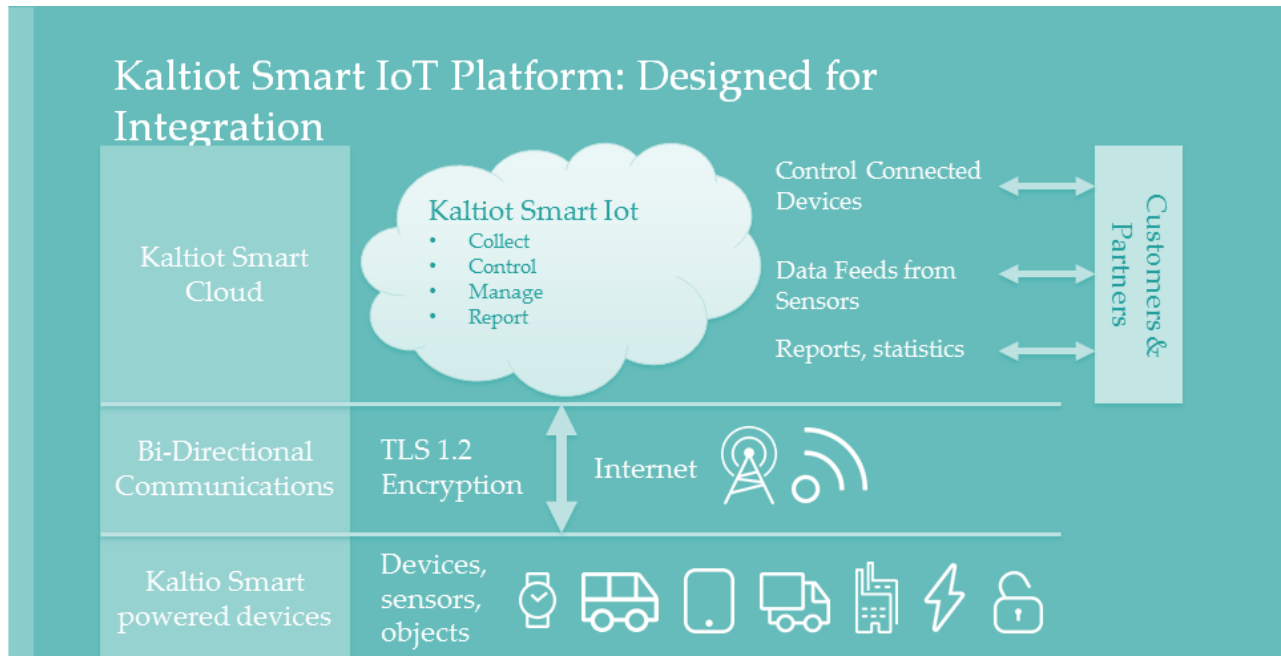 Kaltiot Smart IoT Platform: Designed for
Integration
Kaltiot Smart
Cloud
Kaltiot Smart Iot
• Collect
• Control
• Manage
• Report
Control Connected
Devices
Data Feeds from
Sensors
Reports, statistics
Customers &
Partners
Bi-Directional
Communications
TLS 1.2
Encryption
Internet
Kaltio Smart
powered devices
Devices,
sensors,
objects